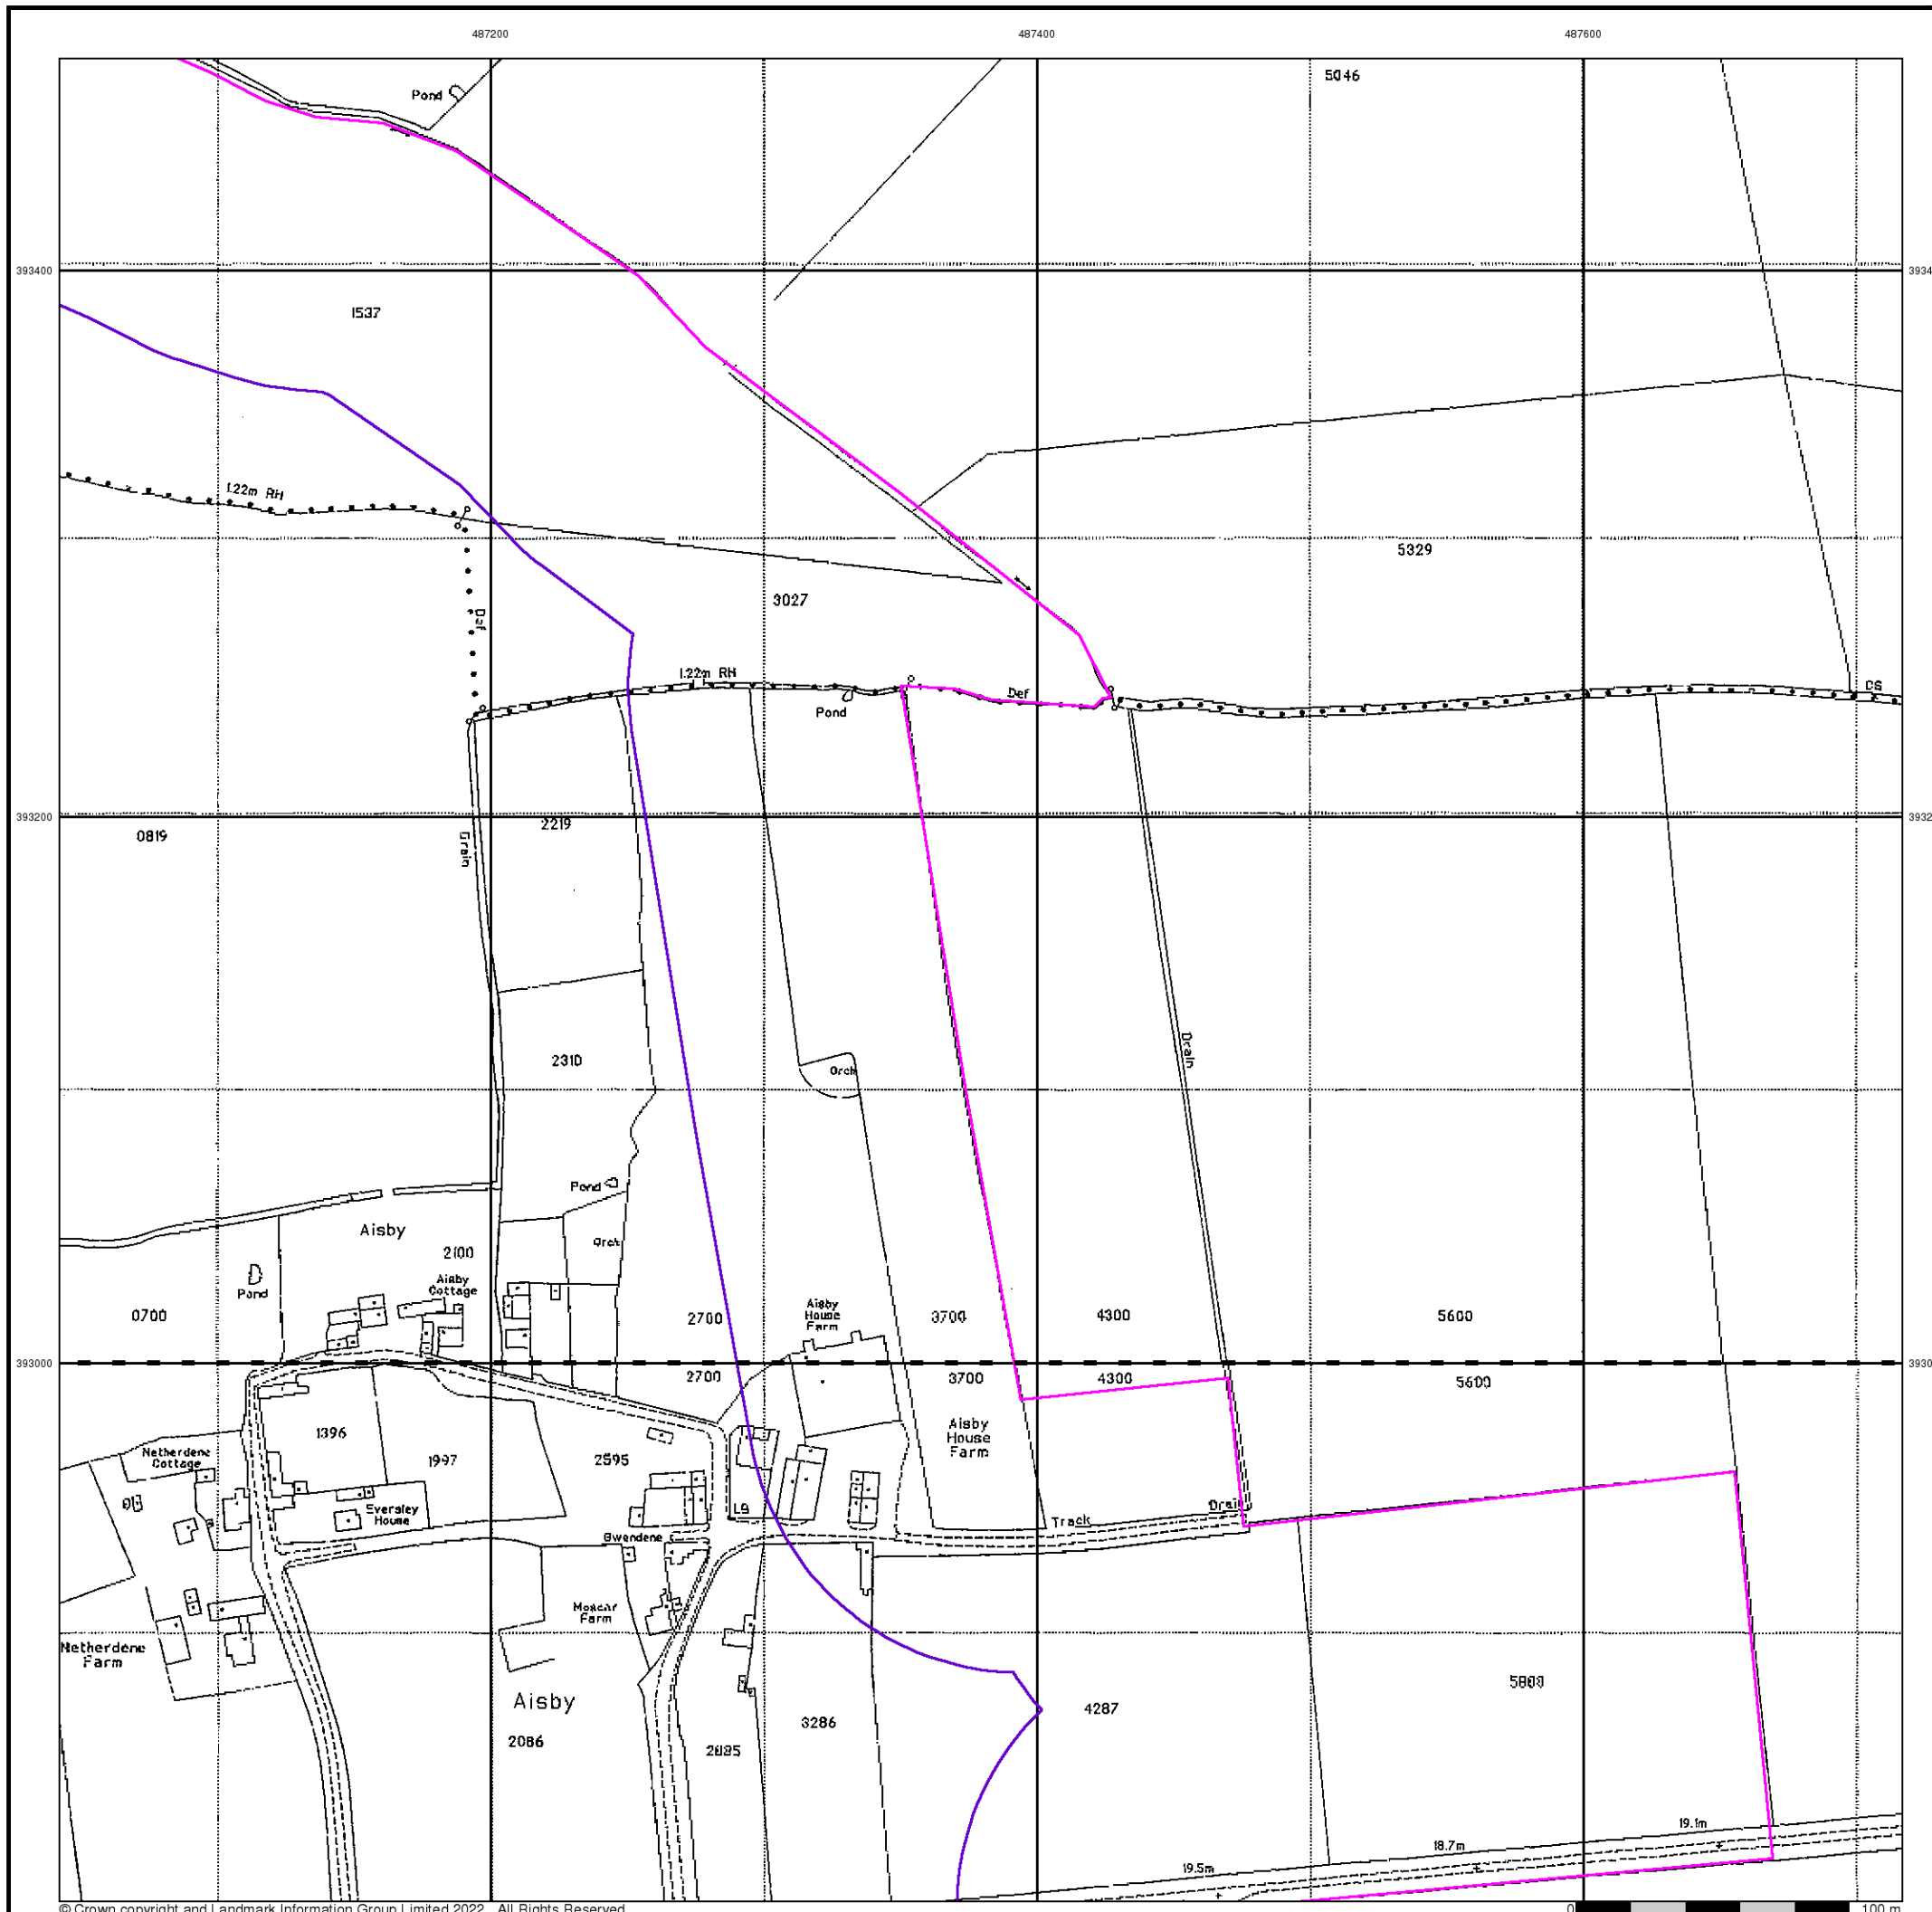 487200
487400
487600
5046
Pond
393400
1537
1.22m RH
5329
3027
Def
1.22m RH
Def
CS
Pond
393200
0819
2219
Drain
Drain
2310
Orch
Pond
Aisby
2100
Orch
Aisby
Cottage
Pond
0700
2700
Aisby
House
Farm
3700
4300
5600
393000
2700
3700
4300
5600
1396
1997
2595
Aisby
House
Farm
Netherdene
Cottage
LB
Eversley
House
Track
Drain
Gwendene
Moscar
Farm
Netherdene
Farm
Aisby
2086
2085
3286
4287
5800
19.5m
18.7m
19.1m
© Crown copyright and Landmark Information Group Limited 2022. All Rights Reserved.
0
100 m